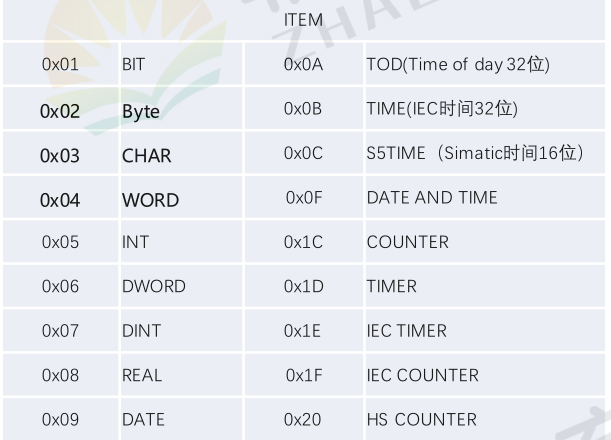 ITEM
0x01 BIT 0x0A TOD(Time of day 32位)
0x02 Byte 0x0B TIME(IEC时间32位)
0x03 CHAR 0x0C S5TIME（Simatic时间16位）
0x04 WORD 0x0F DATE AND TIME
0x05 INT 0x1C COUNTER
0x06 DWORD 0x1D TIMER
0x07 DINT 0x1E IEC TIMER
0x08 REAL 0x1F IEC COUNTER
0x09 DATE 0x20 HS COUNTER